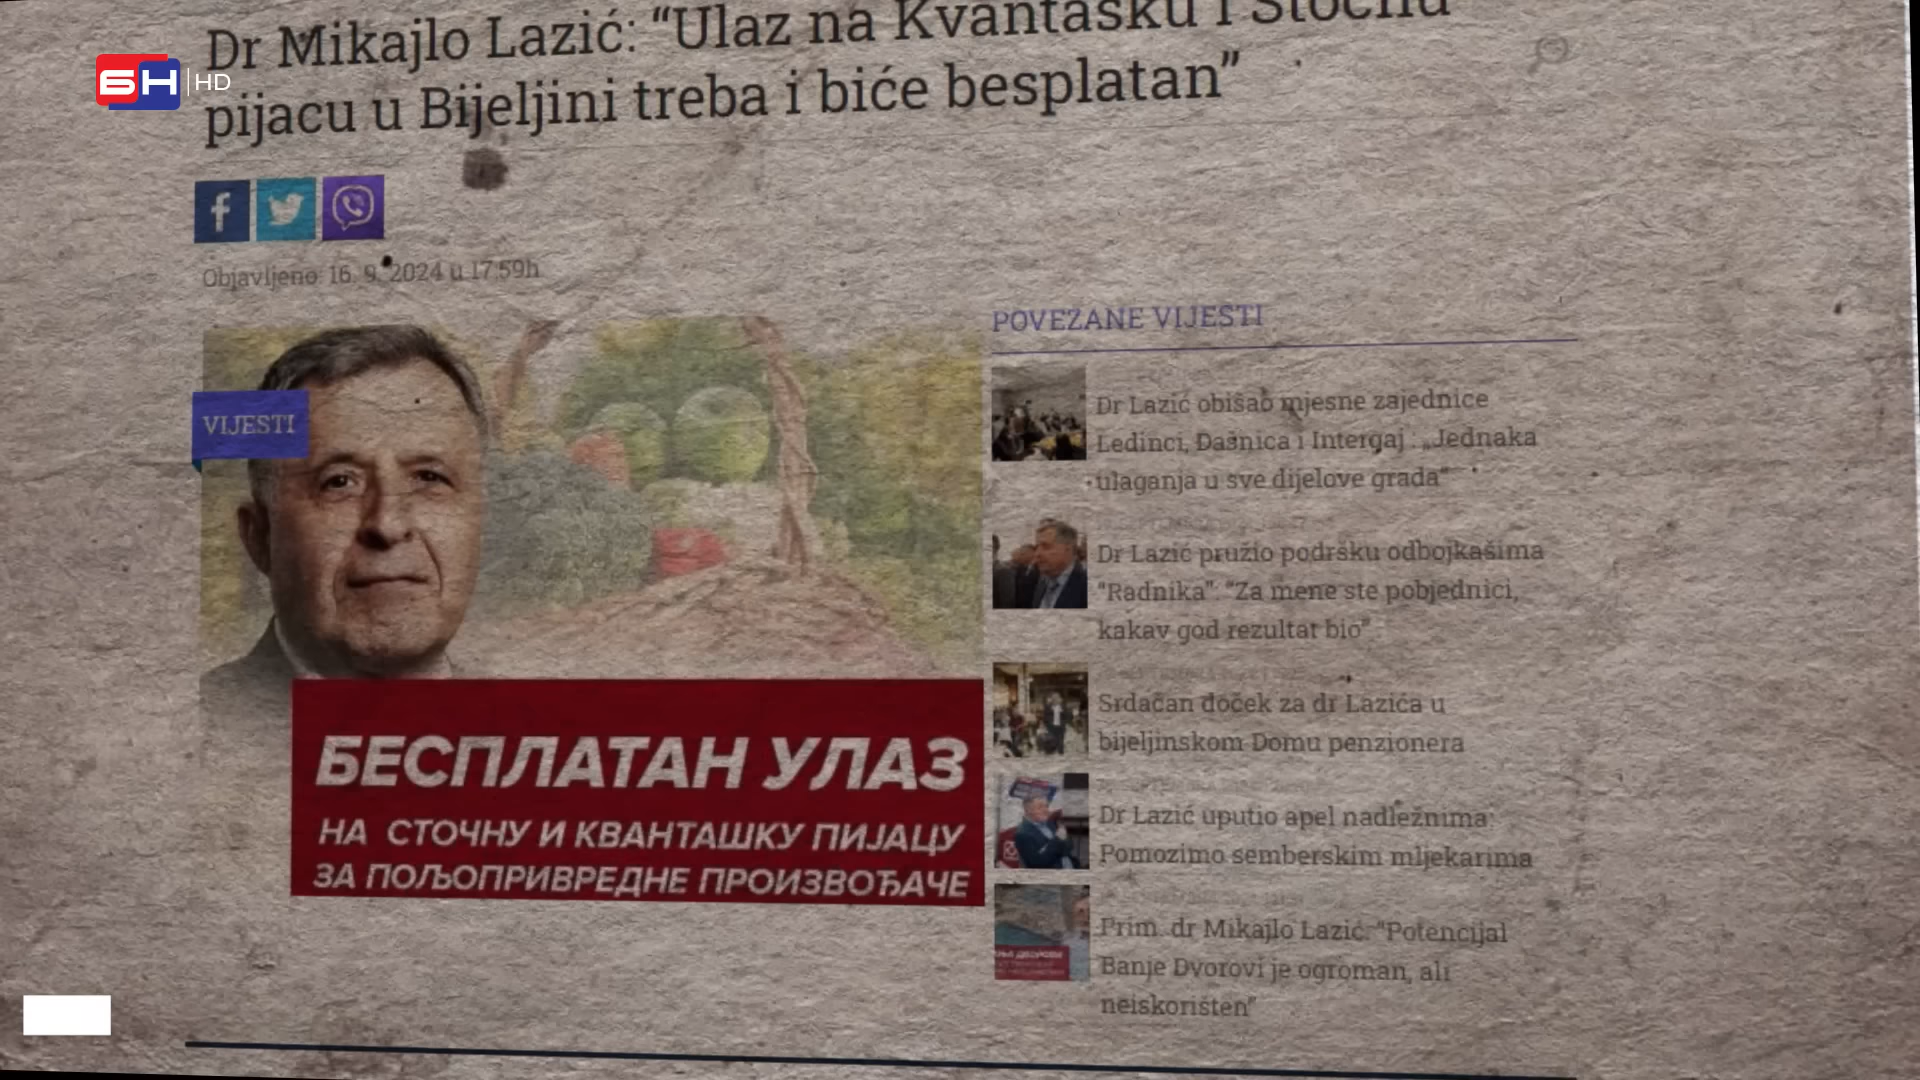 Dr Mikajlo Lazić: “Ulaz na Kvantašku i Stočnu
pijacu u Bijeljini treba i biće besplatan”
БН HD
Objavljeno: 16. 9. 2024 u 17:59h
VIJESTI
БЕСПЛАТАН УЛАЗ
НА СТОЧНУ И КВАНТАШКУ ПИЈАЦУ
ЗА ПОЉОПРИВРЕДНЕ ПРОИЗВОЂАЧЕ
POVEZANE VIJESTI
Dr Lazić obišao mjesne zajednice
Ledinci, Dašnica i Intergaj : „Jednaka
ulaganja u sve dijelove grada“
Dr Lazić pružio podršku odbojkašima
“Radnika”: “Za mene ste pobjednici,
kakav god rezultat bio”
Srdačan doček za dr Lazića u
bijeljinskom Domu penzionera
Dr Lazić uputio apel nadležnima:
Pomozimo semberskim mljekarima
Prim. dr Mikajlo Lazić: “Potencijal
Banje Dvorovi je ogroman, ali
neiskorišten”